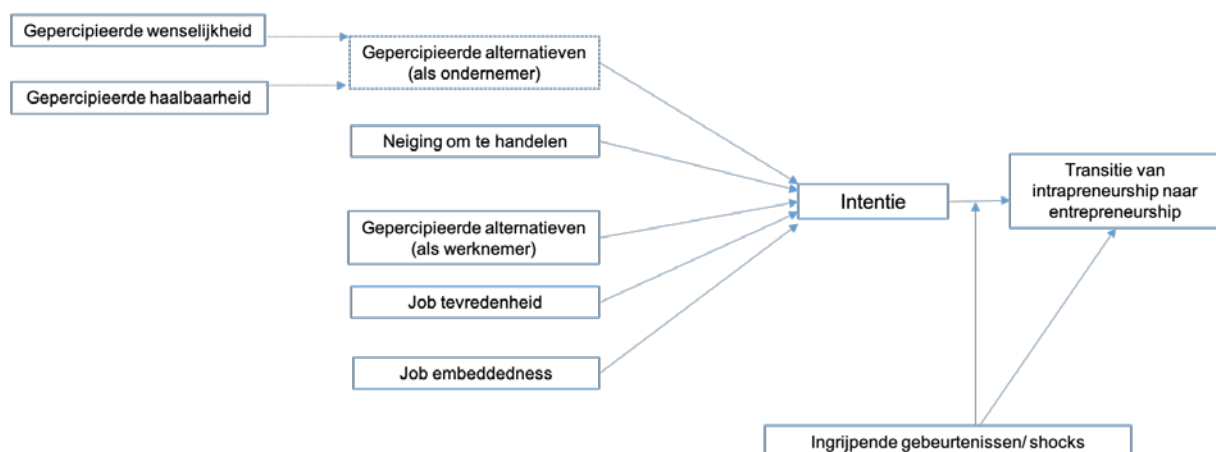 Gepercipieerde wenselijkheid
Gepercipieerde haalbaarheid
Gepercipieerde alternatieven
(als ondernemer)
Neiging om te handelen
Gepercipieerde alternatieven
(als werknemer)
Job tevredenheid
Job embeddedness
Intentie
Transitie van
intrapreneurship naar
entrepreneurship
Ingrijpende gebeurtenissen/ shocks